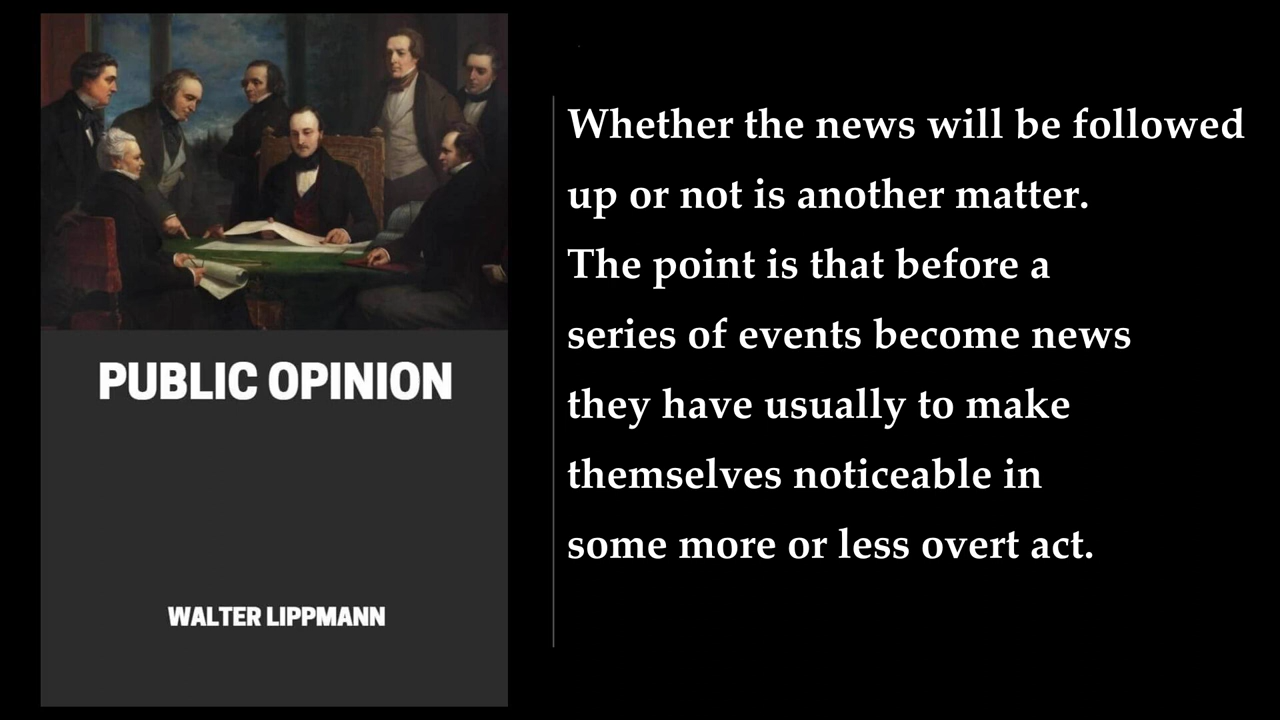 PUBLIC OPINION
WALTER LIPPMANN
Whether the news will be followed
up or not is another matter.
The point is that before a
series of events become news
they have usually to make
themselves noticeable in
some more or less overt act.